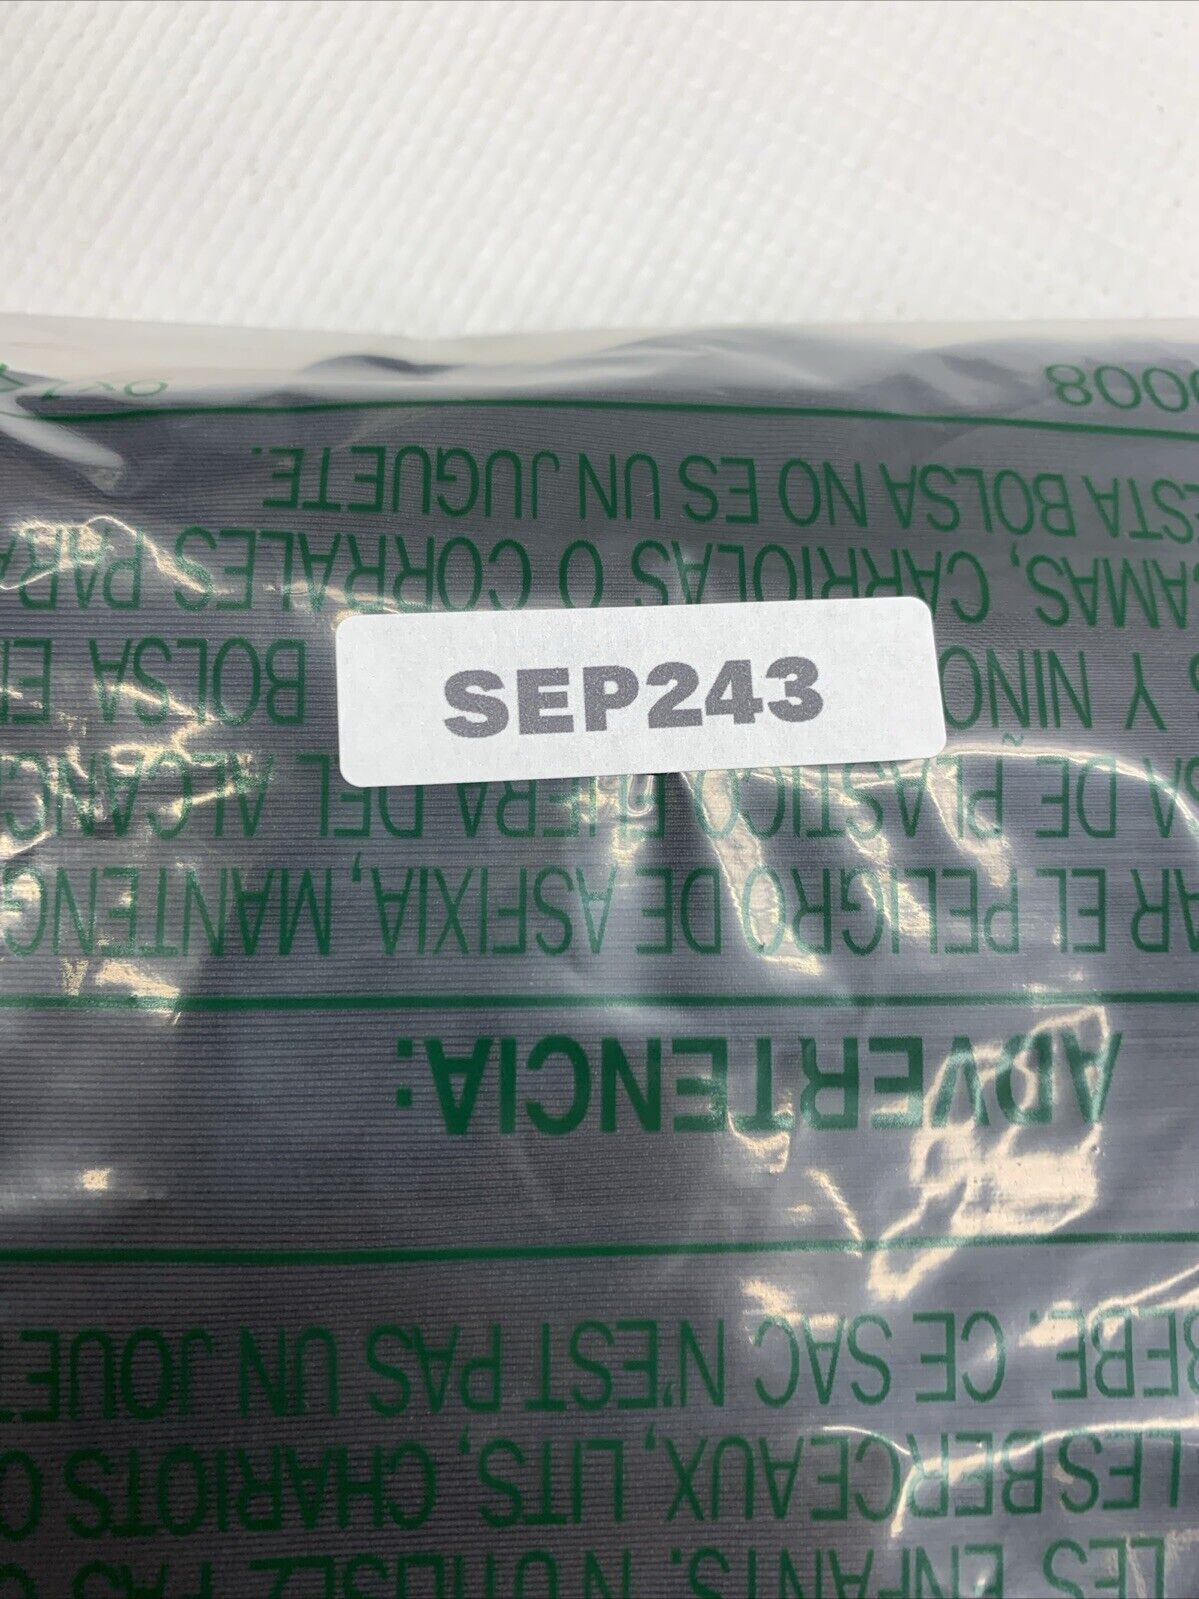 SEP243
LES ENFANTS. N'UTILISEZ PAS
LES BERCEAUX, LITS, CHARIOTS
BEBE. CE SAC N'EST PAS UN JOUE
ADVERTENCIA:
AR EL PELIGRO DE ASFIXIA, MANTENG
DE PLASTICO FUERA DEL ALCANC
Y NIÑO BOLSA E
CAMAS, CARRIOLAS O CORRALES PARA
ESTA BOLSA NO ES UN JUGUETE.